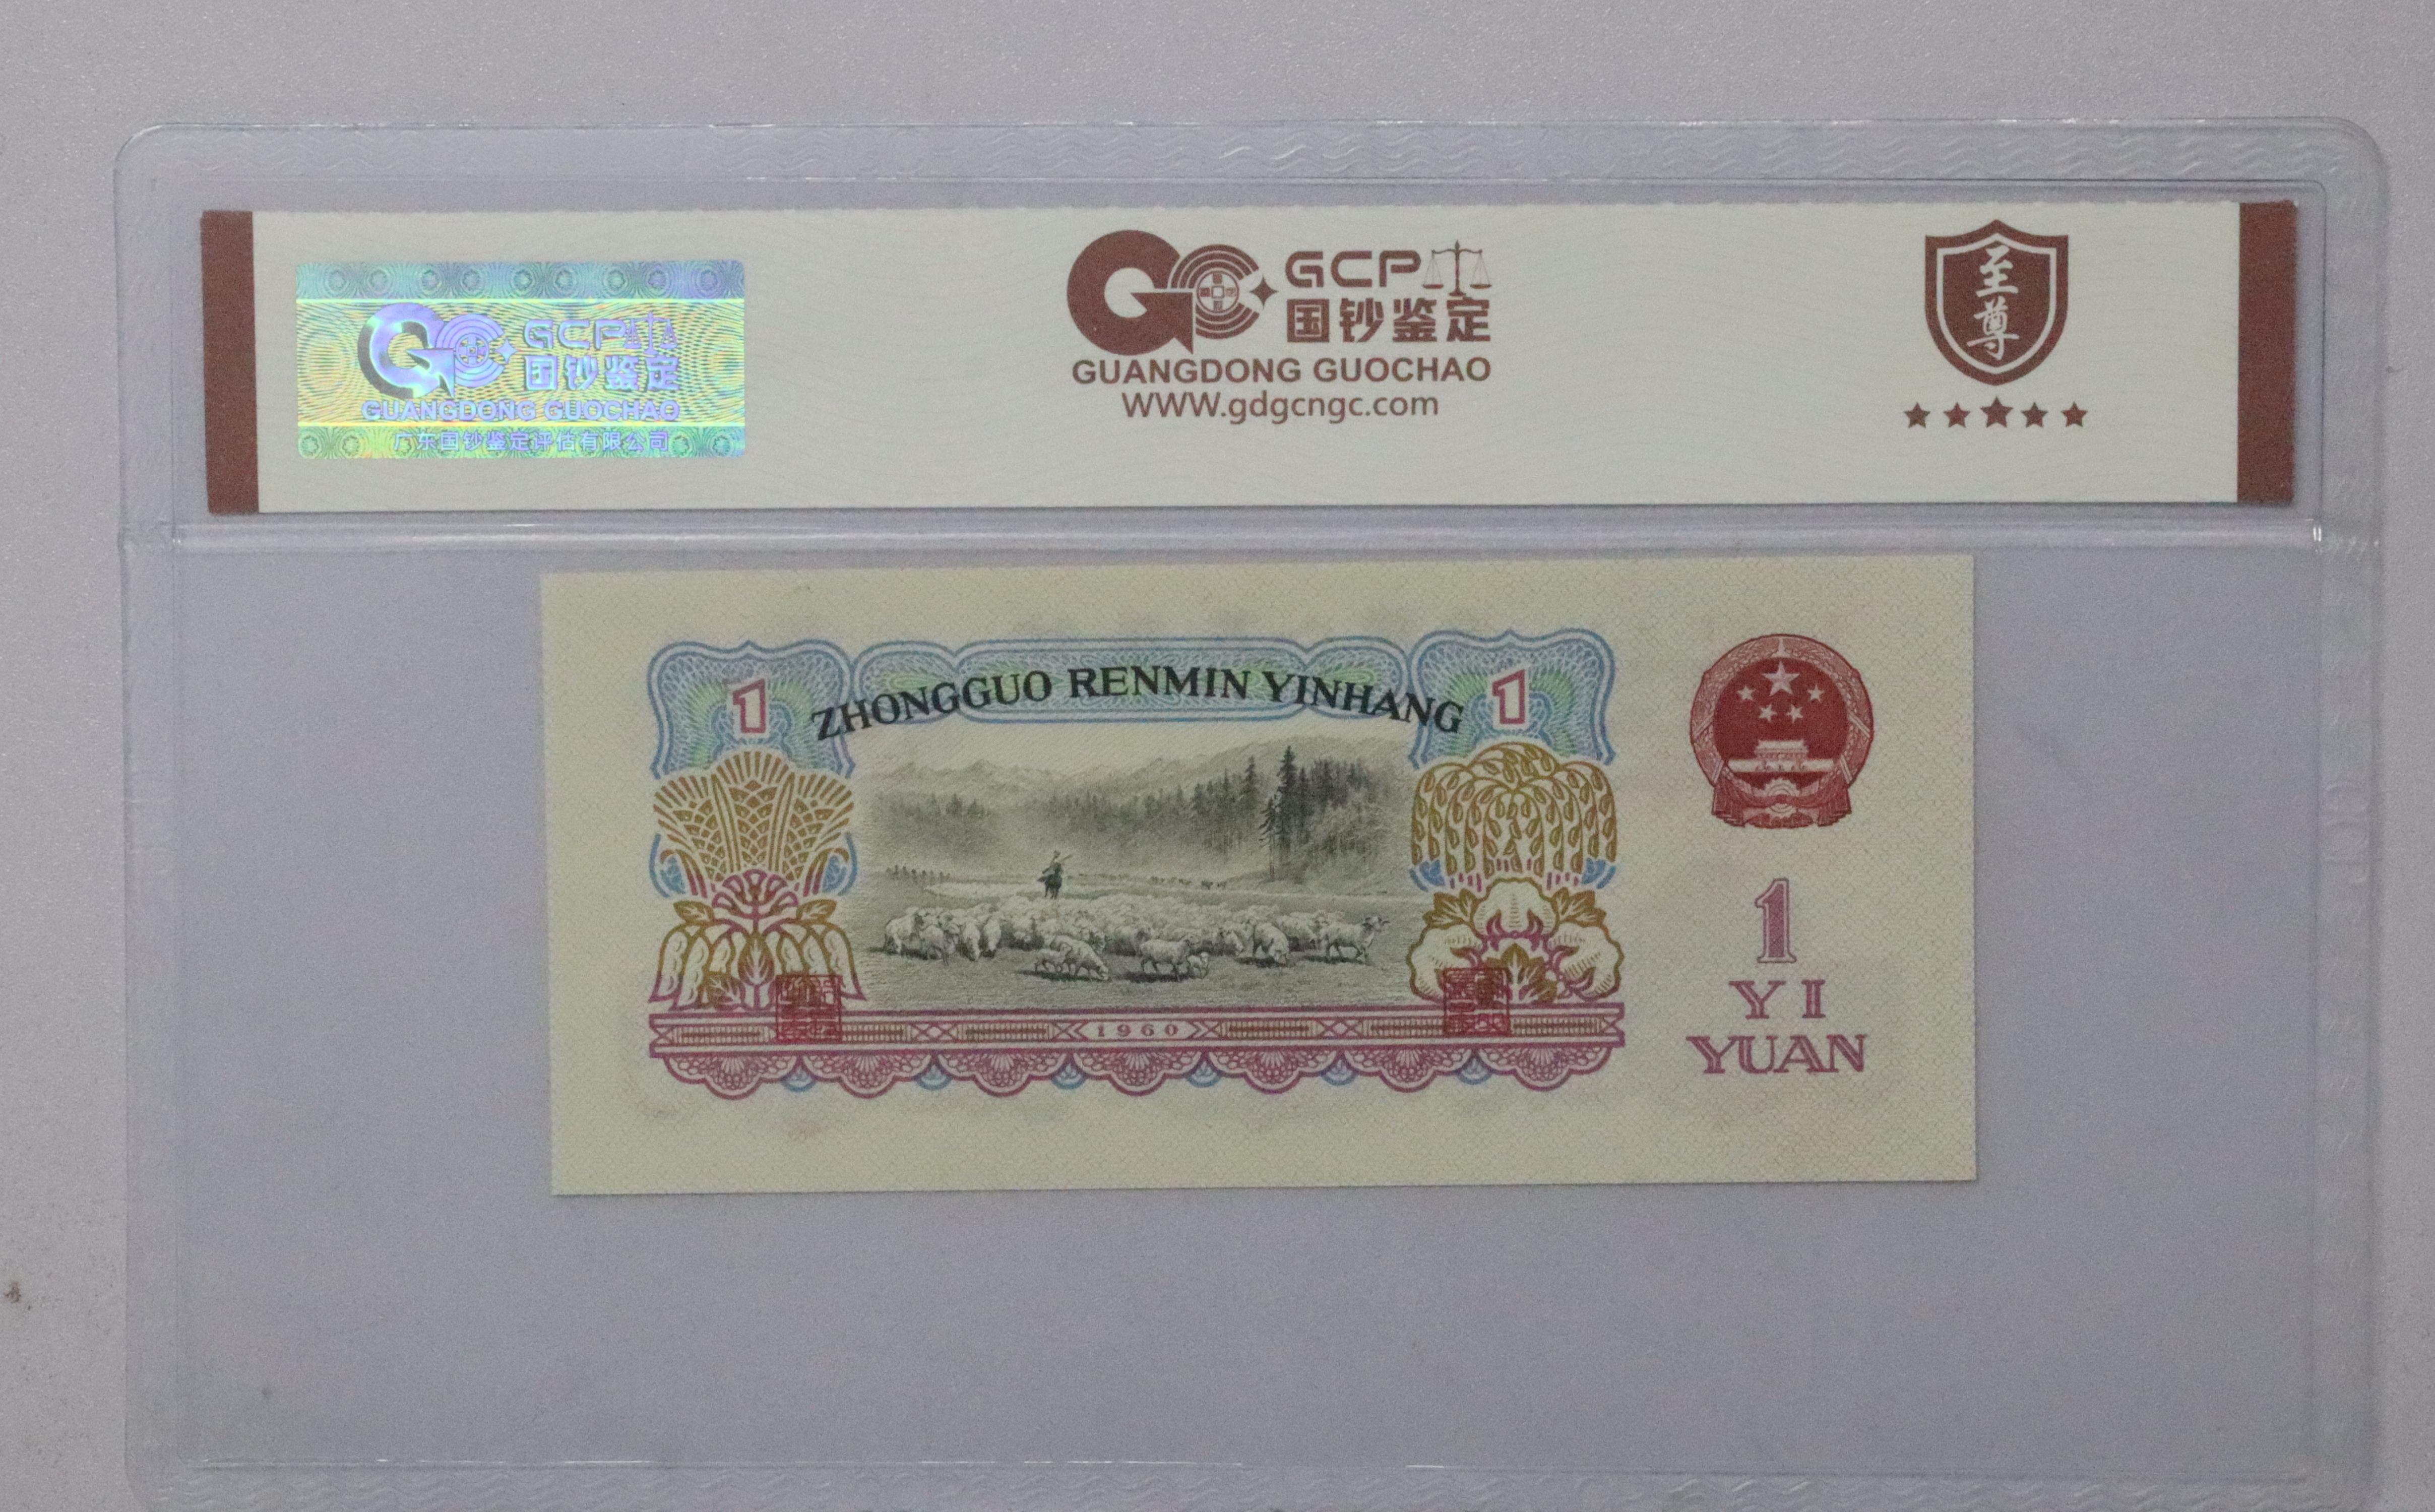 GCP
国钞鉴定
GUANGDONG GUOCHAO
广东国钞鉴定评估有限公司
GCP
国钞鉴定
GUANGDONG GUOCHAO
WWW.gdgcngc.com
至尊
1
ZHONGGUO RENMIN YINHANG
1
1960
1
YI
YUAN